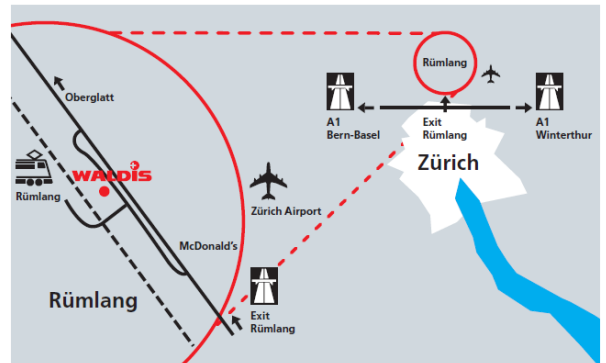 Oberglatt
WALDIS
Rümlang
Zürich Airport
McDonald's
Rümlang
Exit
Rümlang
Rümlang
A1
Bern-Basel
Exit
Rümlang
A1
Winterthur
Zürich